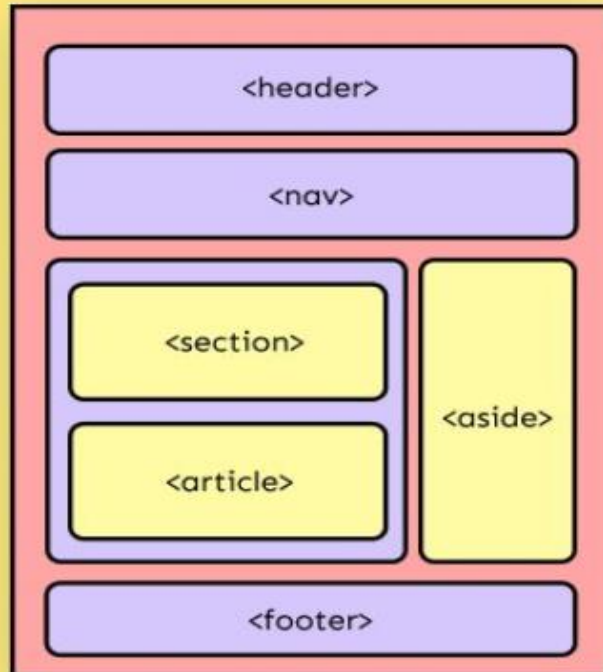 <header>
<nav>
<section>
<article>
<aside>
<footer>